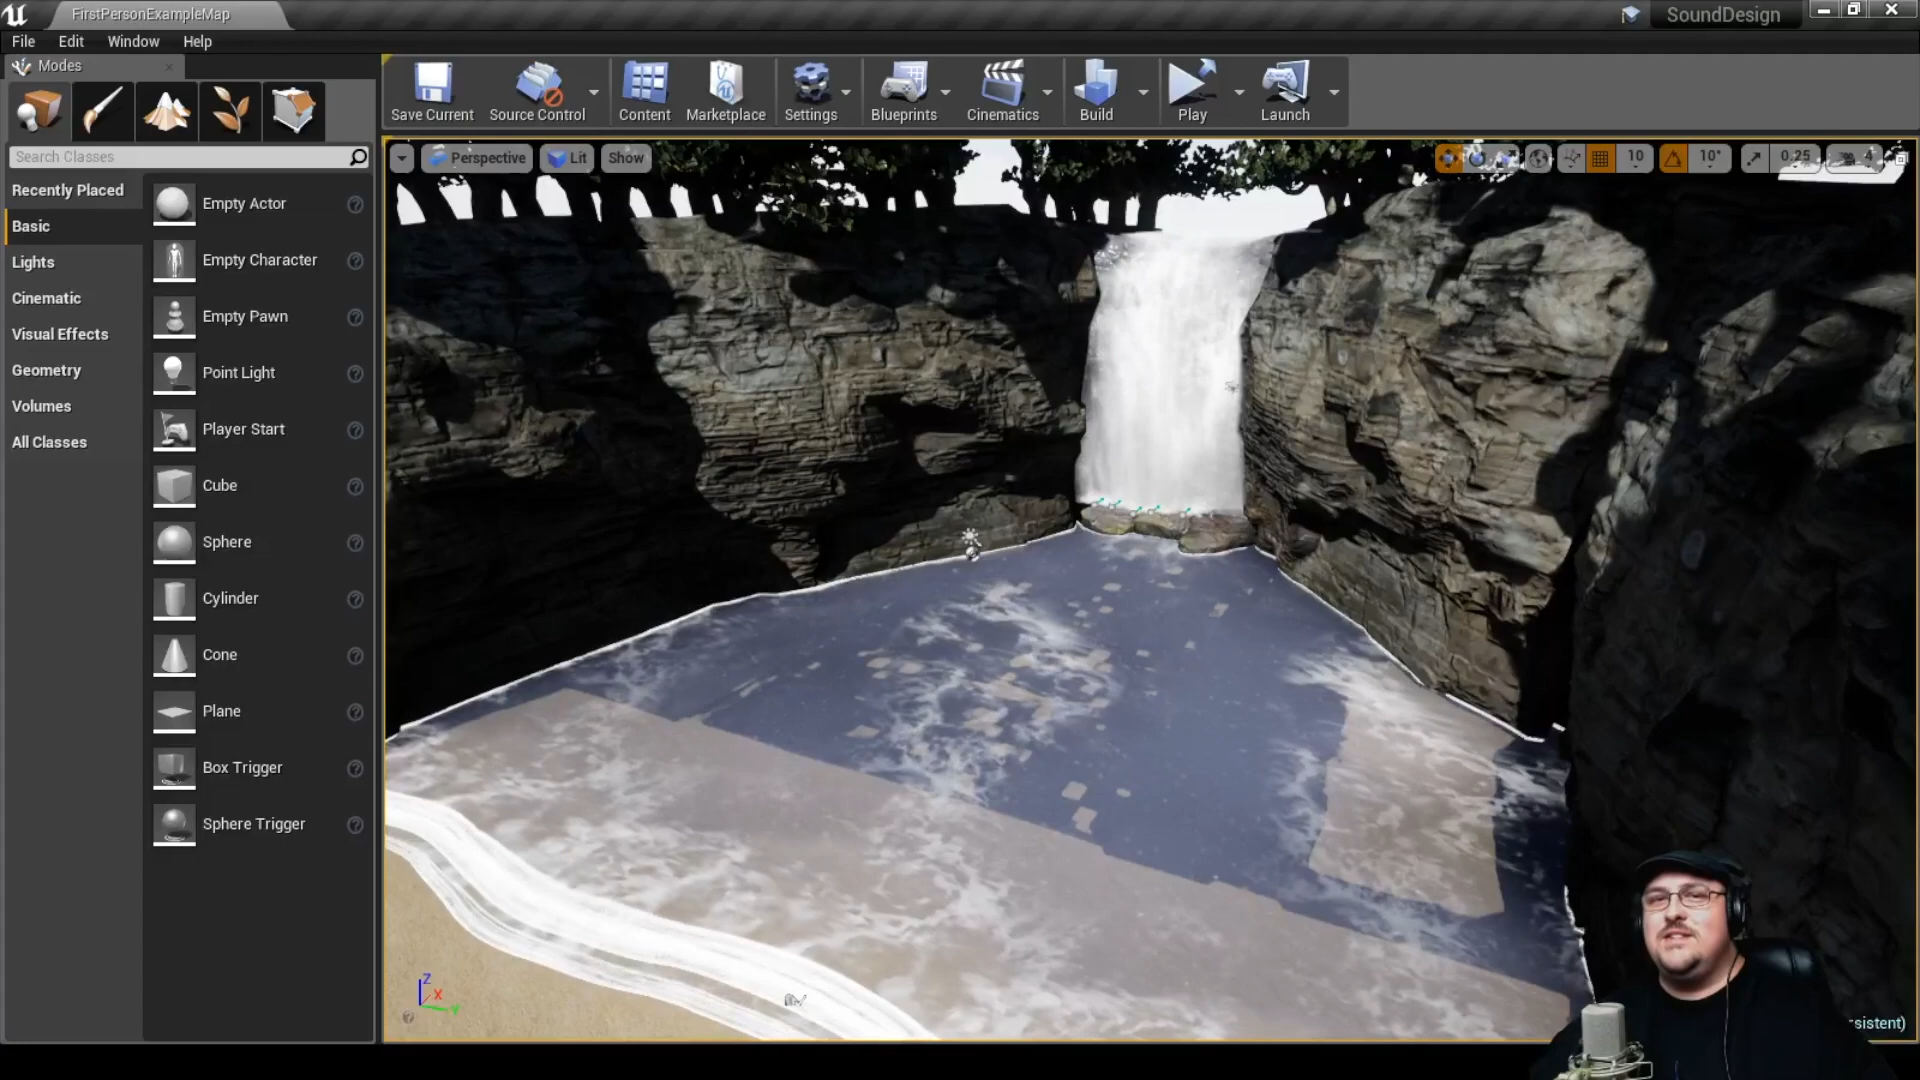 FirstPersonExampleMap
SoundDesign
File Edit Window Help
Modes
Save Current Source Control Content Marketplace Settings Blueprints Cinematics Build Play Launch
Search Classes
Perspective Lit Show
10 10° 0.25 4
Recently Placed
Basic
Lights
Cinematic
Visual Effects
Geometry
Volumes
All Classes
Empty Actor
Empty Character
Empty Pawn
Point Light
Player Start
Cube
Sphere
Cylinder
Cone
Plane
Box Trigger
Sphere Trigger
Z
X
Y
sistent)